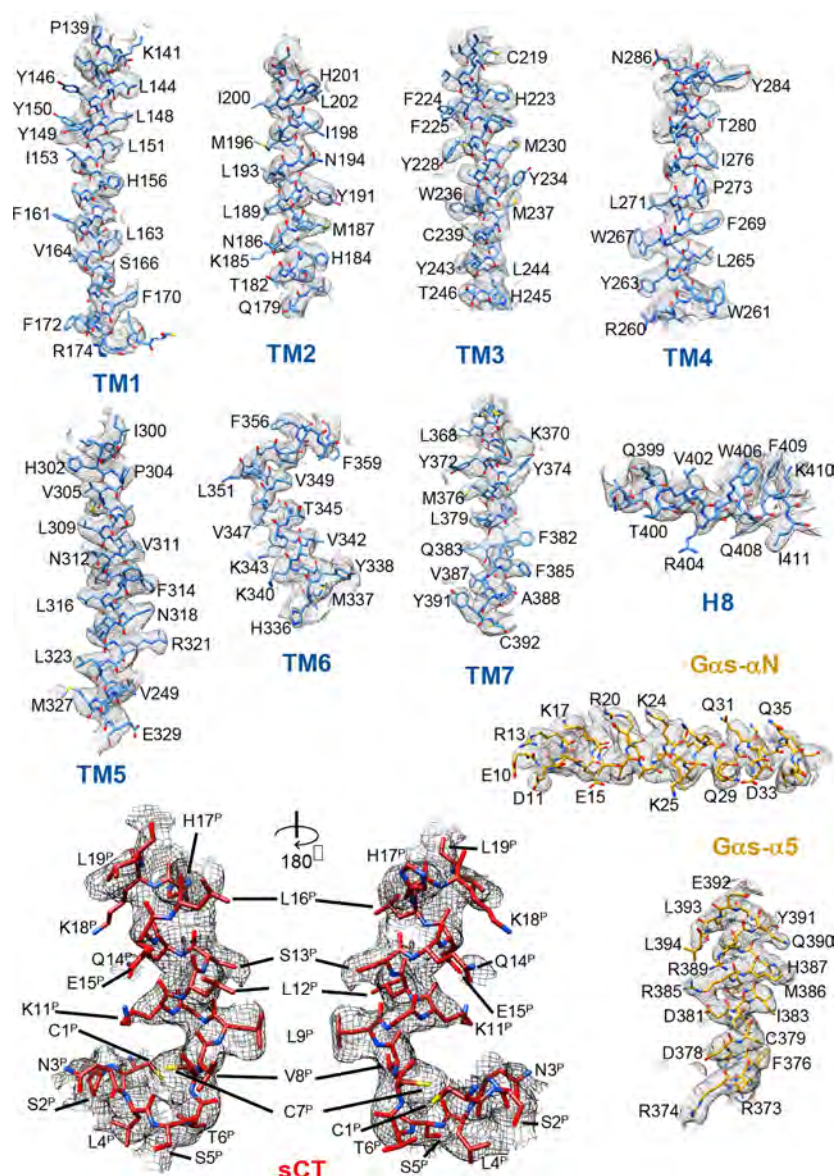 P139
K141
Y146
L144
Y150
L148
Y149
L151
I153
H156
F161
L163
V164
S166
F170
F172
R174
TM1
H201
I200
L202
M196
I198
N194
L193
Y191
L189
M187
N186
K185
H184
T182
Q179
TM2
C219
F224
H223
F225
M230
Y228
Y234
W236
M237
C239
Y243
L244
T246
H245
TM3
N286
Y284
T280
I276
P273
L271
F269
W267
L265
Y263
W261
R260
TM4
I300
H302
P304
V305
L309
V311
N312
F314
L316
N318
R321
L323
V249
M327
E329
TM5
F356
F359
L351
V349
T345
V347
V342
K343
Y338
K340
M337
H336
TM6
L368
K370
Y372
Y374
M376
L379
F382
Q383
F385
V387
A388
Y391
C392
TM7
Q399
V402
W406
F409
K410
T400
R404
Q408
I411
H8
Gαs-αN
R13
K17
R20
K24
Q31
Q35
E10
D11
E15
K25
Q29
D33
Gαs-α5
E392
L393
Y391
L394
Q390
R389
H387
R385
M386
D381
I383
C379
D378
F376
R374
R373
H17ᴾ
L19ᴾ
K18ᴾ
Q14ᴾ
E15ᴾ
K11ᴾ
C1ᴾ
N3ᴾ
S2ᴾ
L4ᴾ
S5ᴾ
T6ᴾ
180▯
L16ᴾ
S13ᴾ
L12ᴾ
L9ᴾ
V8ᴾ
C7ᴾ
C1ᴾ
H17ᴾ
L19ᴾ
K18ᴾ
Q14ᴾ
E15ᴾ
K11ᴾ
N3ᴾ
S2ᴾ
T6ᴾ
S5ᴾ
L4ᴾ
sCT